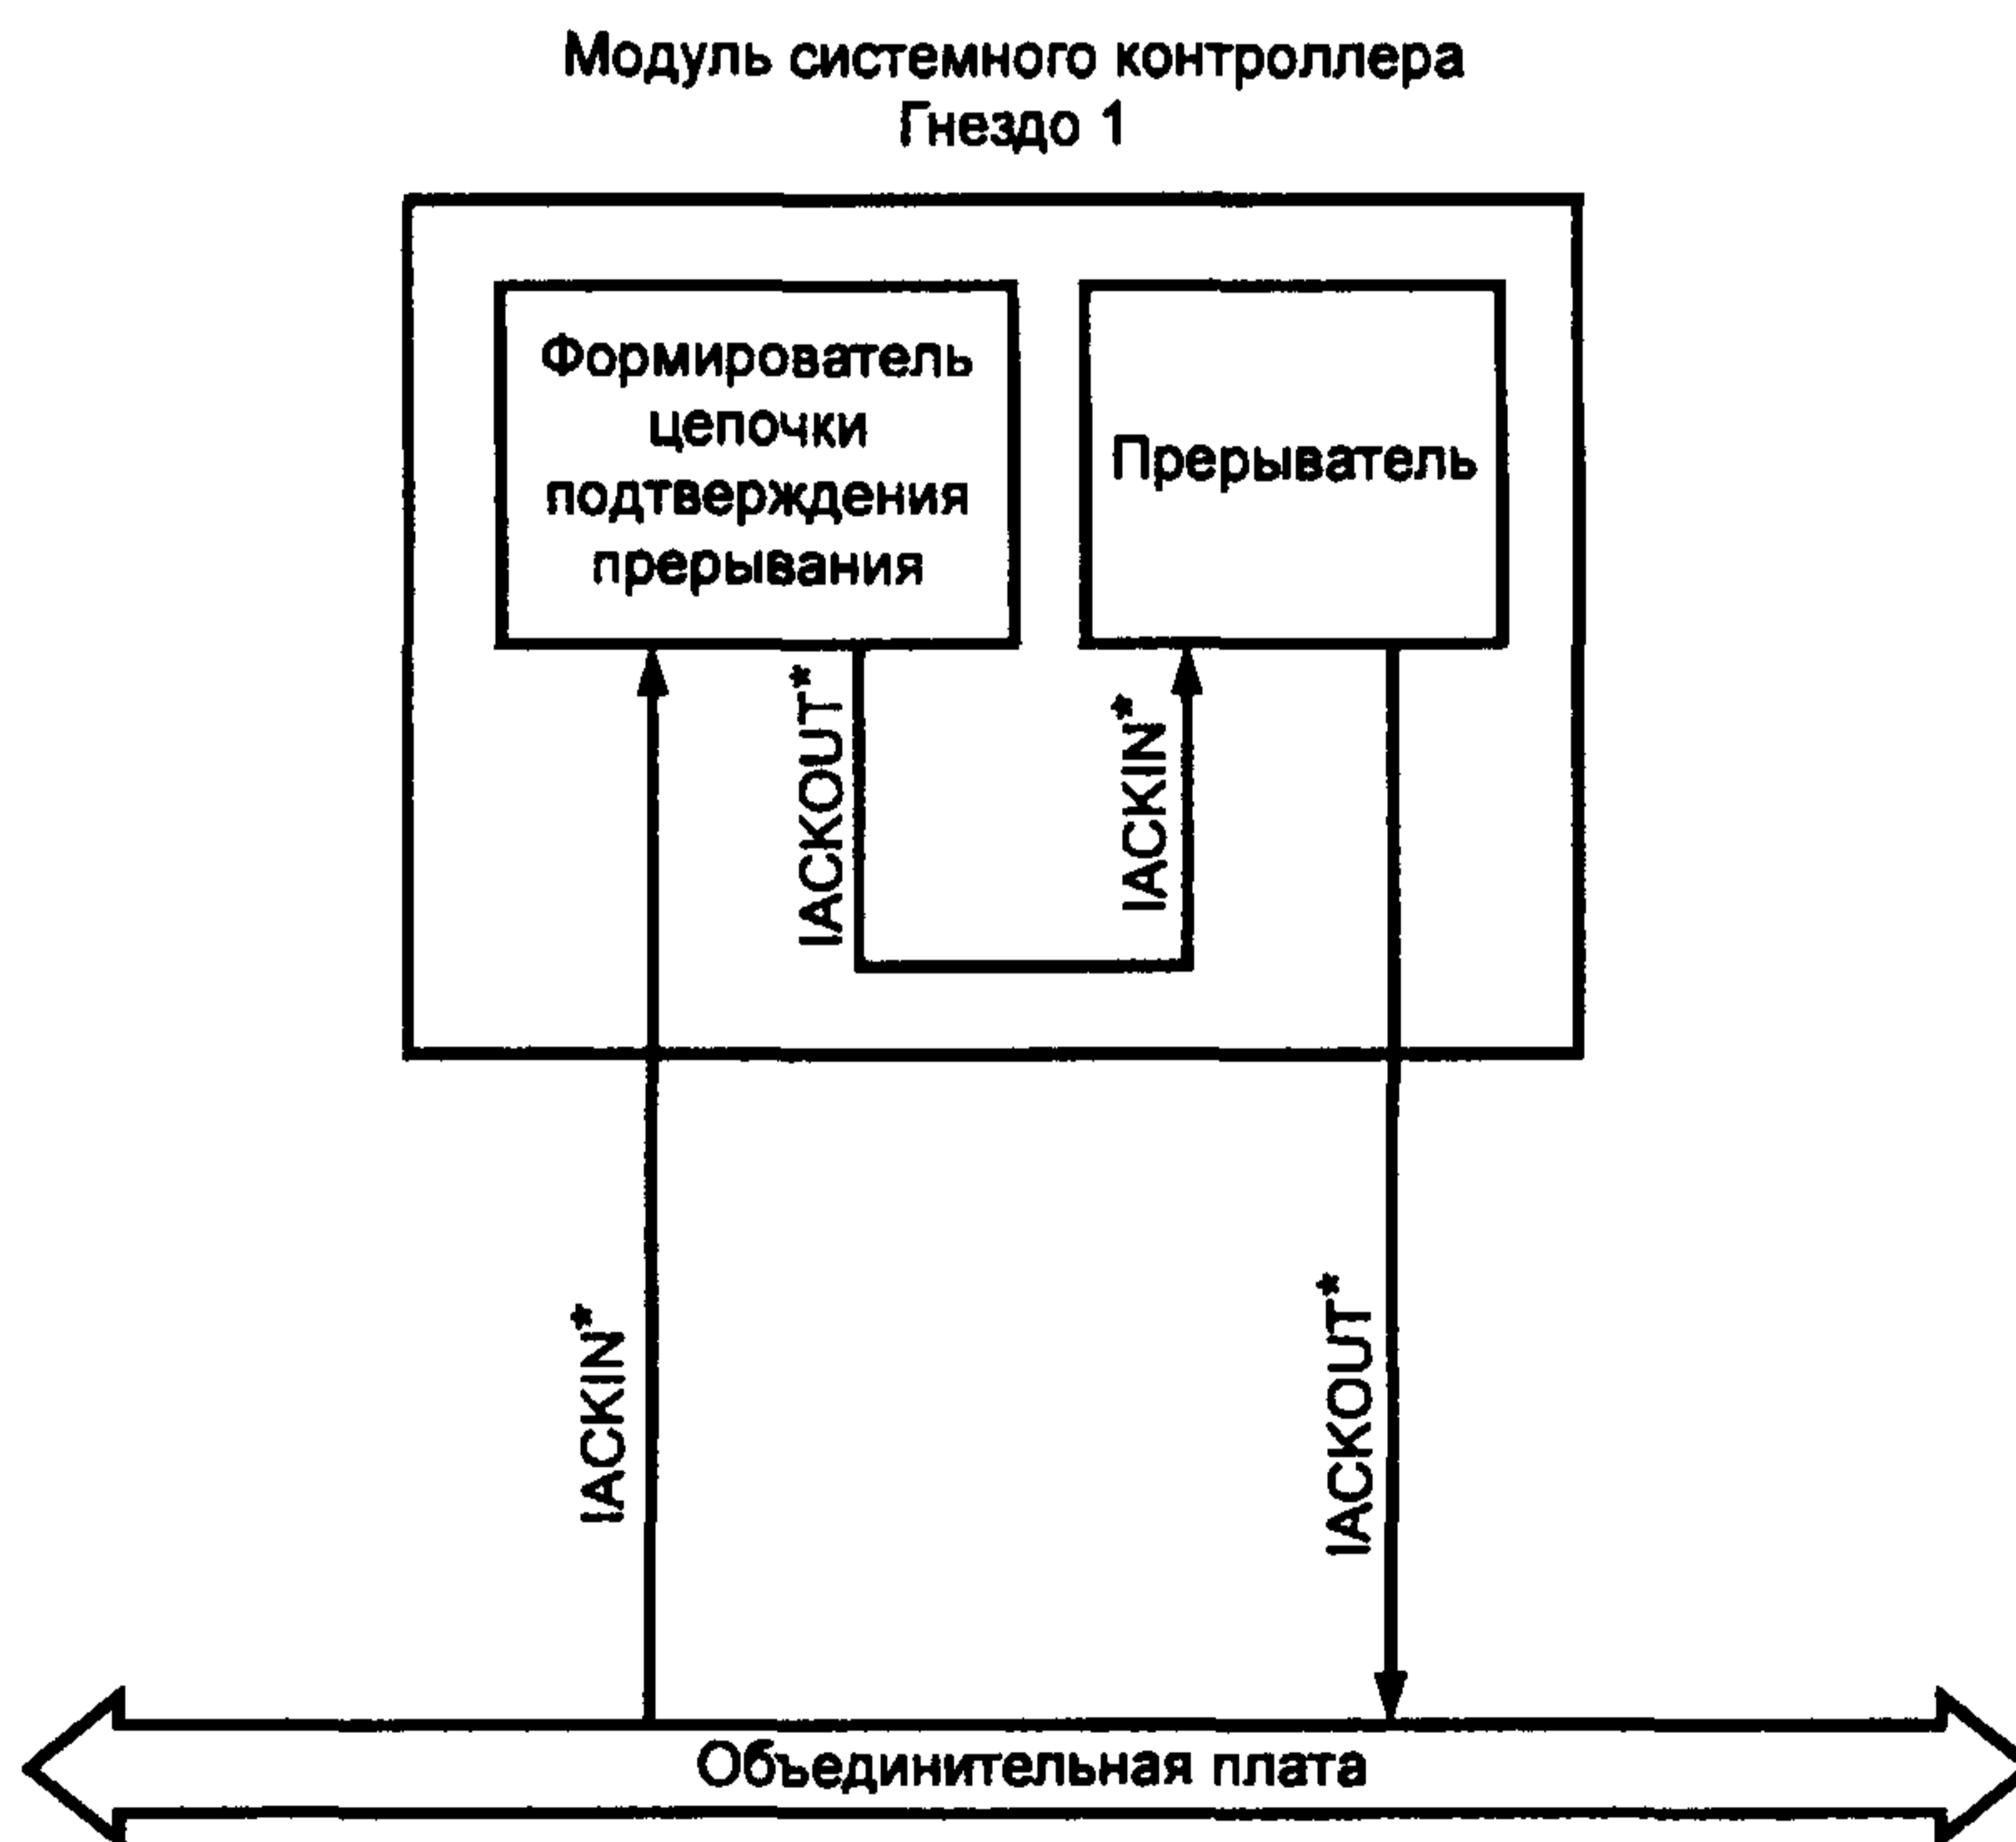 Модуль системного контроллера
Гнездо 1
Формирователь
цепочки
подтверждения
прерывания
Прерыватель
IACKOUT*
IACKIN*
IACKIN*
IACKOUT*
Объединительная плата